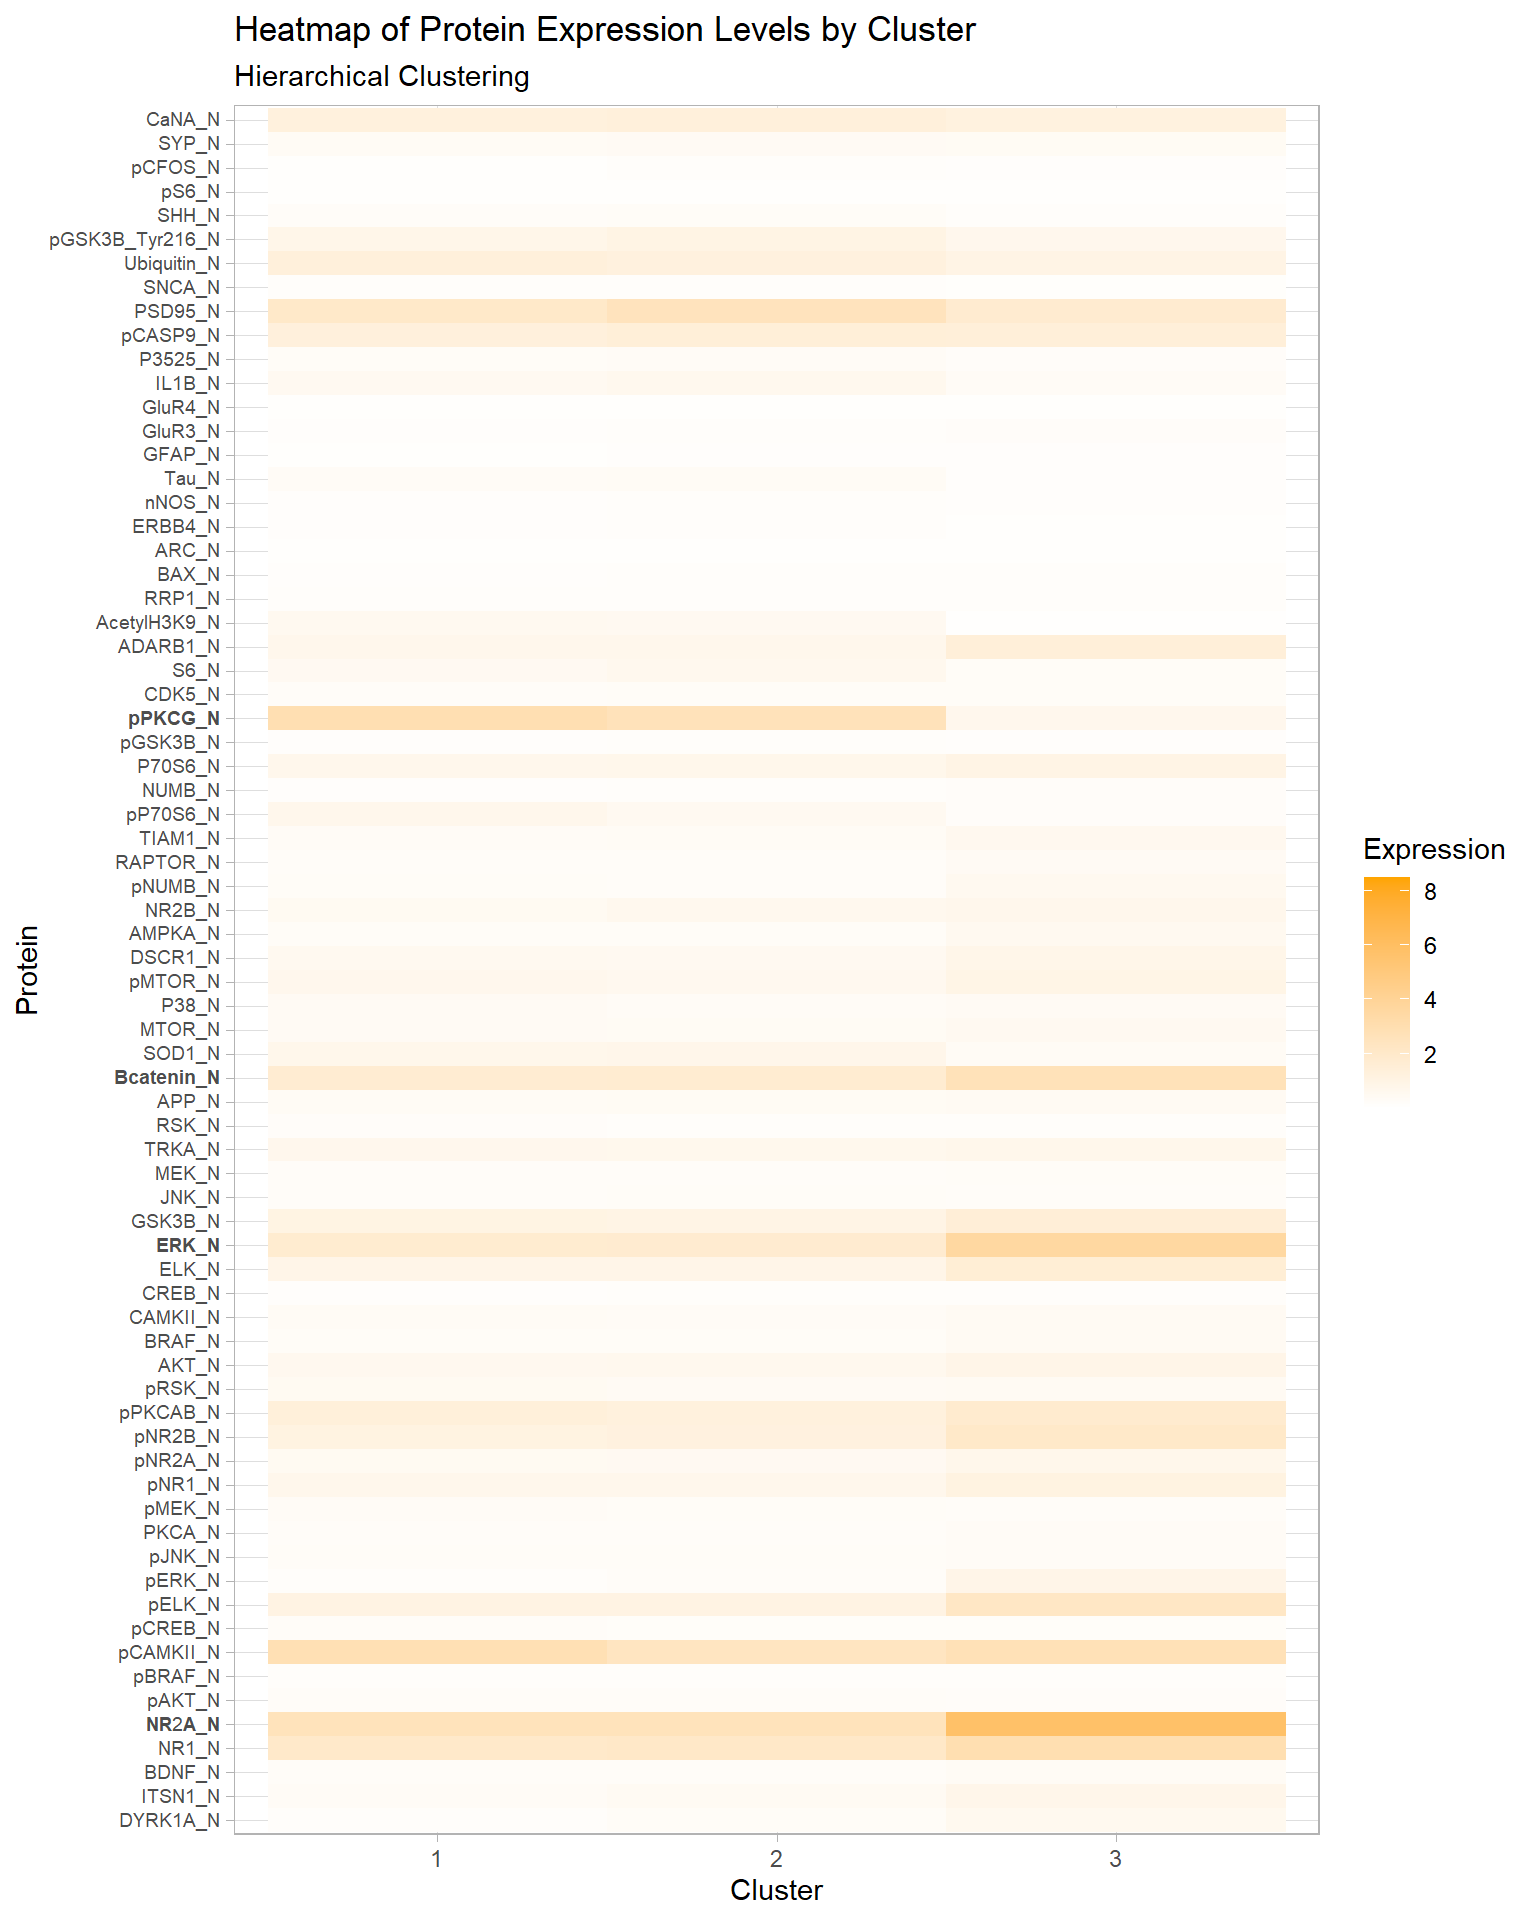 Heatmap of Protein Expression Levels by Cluster
Hierarchical Clustering
CaNA_N
SYP_N
pCFOS_N
pS6_N
SHH_N
pGSK3B_Tyr216_N
Ubiquitin_N
SNCA_N
PSD95_N
pCASP9_N
P3525_N
IL1B_N
GluR4_N
GluR3_N
GFAP_N
Tau_N
nNOS_N
ERBB4_N
ARC_N
BAX_N
RRP1_N
AcetylH3K9_N
ADARB1_N
S6_N
CDK5_N
pPKCG_N
pGSK3B_N
P70S6_N
NUMB_N
pP70S6_N
TIAM1_N
RAPTOR_N
pNUMB_N
NR2B_N
AMPKA_N
DSCR1_N
pMTOR_N
P38_N
MTOR_N
SOD1_N
Bcatenin_N
APP_N
RSK_N
TRKA_N
MEK_N
JNK_N
GSK3B_N
ERK_N
ELK_N
CREB_N
CAMKII_N
BRAF_N
AKT_N
pRSK_N
pPKCAB_N
pNR2B_N
pNR2A_N
pNR1_N
pMEK_N
PKCA_N
pJNK_N
pERK_N
pELK_N
pCREB_N
pCAMKII_N
pBRAF_N
pAKT_N
NR2A_N
NR1_N
BDNF_N
ITSN1_N
DYRK1A_N
Protein
1 2 3
Cluster
Expression
8
6
4
2